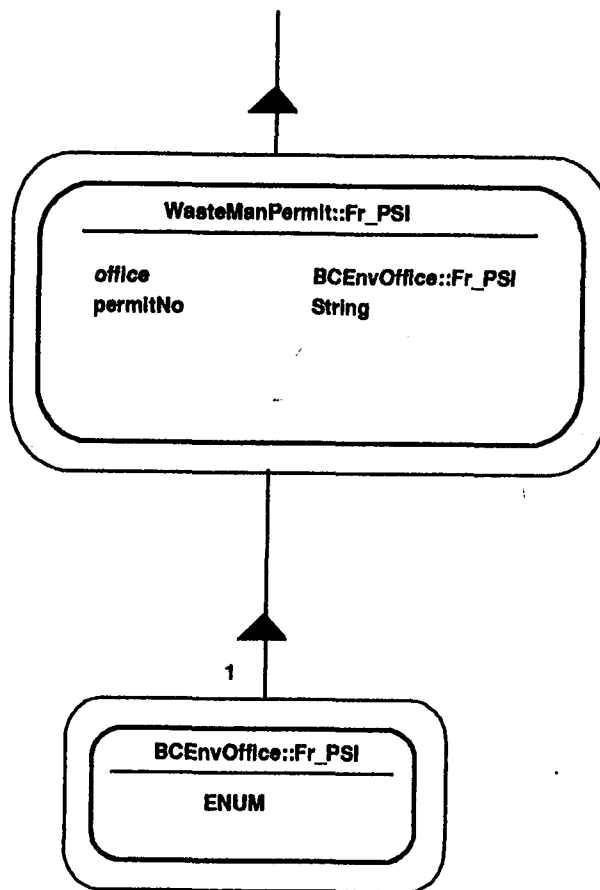 WasteManPermit::Fr_PSI
office BCEnvOffice::Fr_PSI
permitNo String
1
BCEnvOffice::Fr_PSI
ENUM